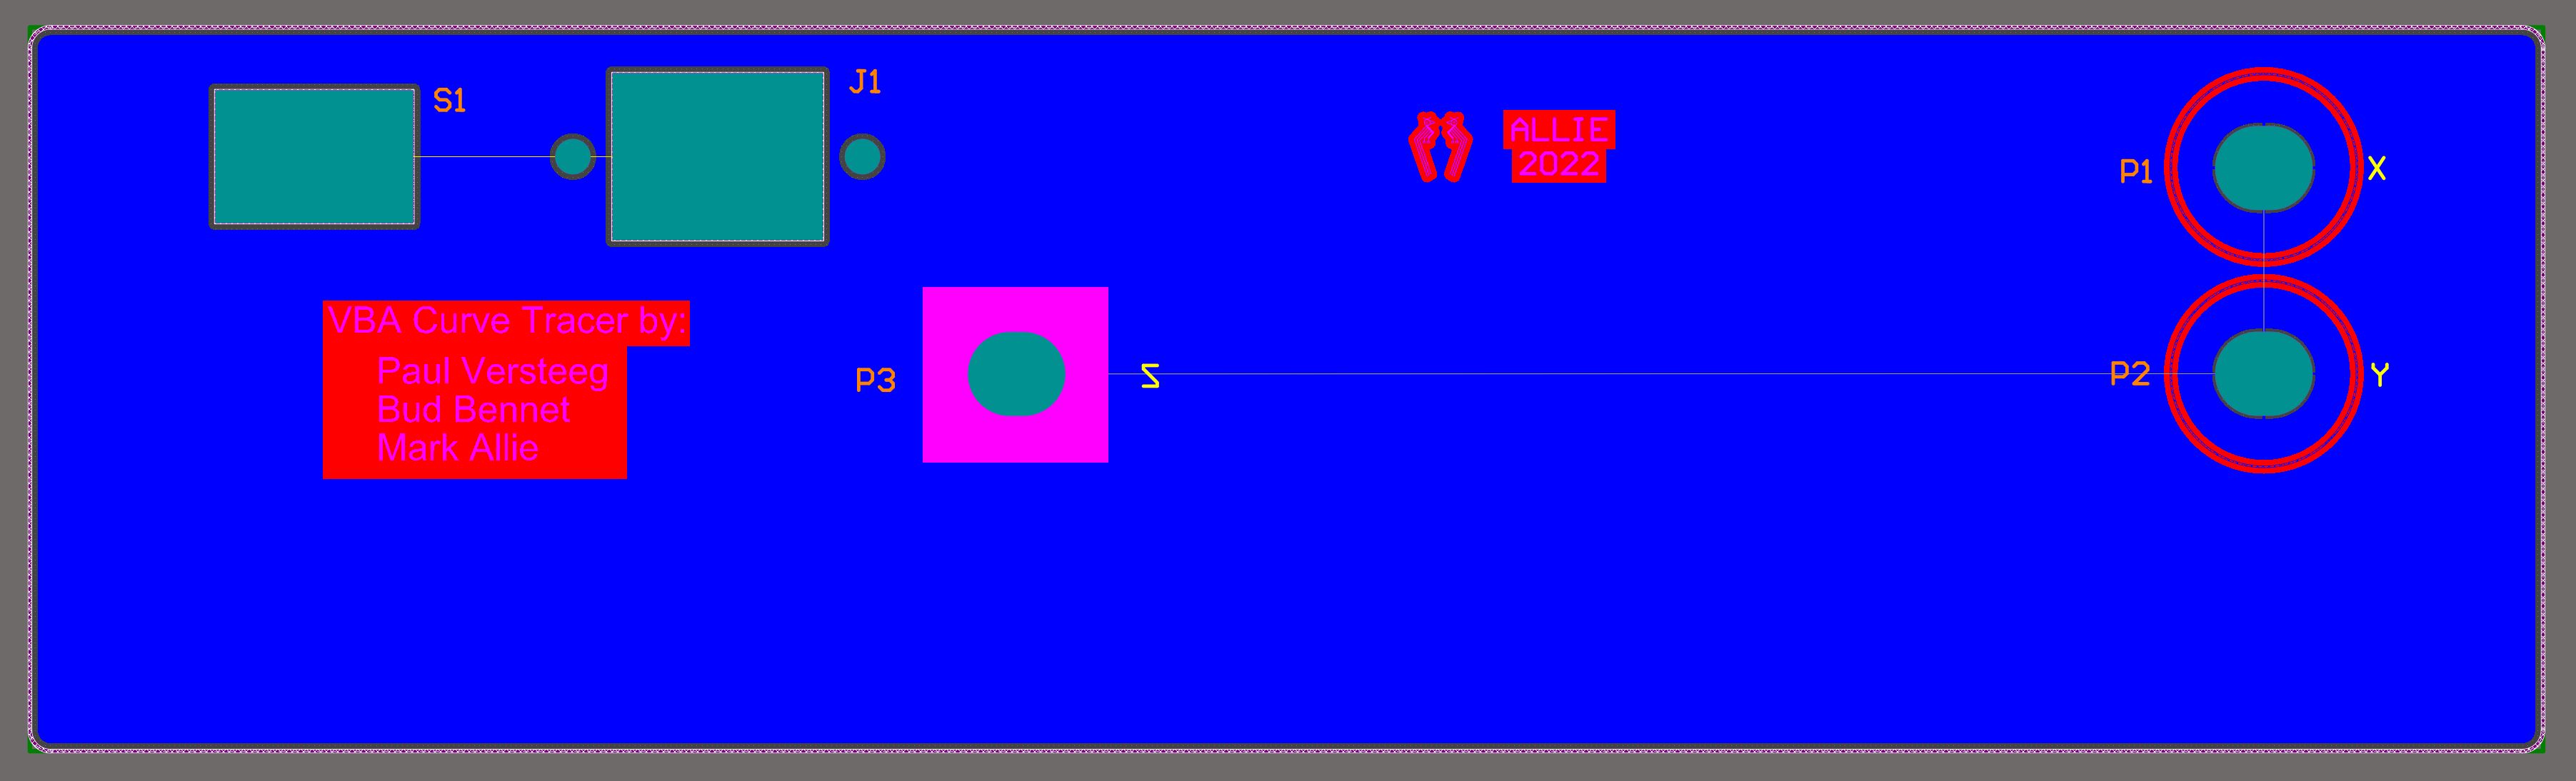 S1
J1
ALLIE
2022
P1
X
VBA Curve Tracer by:
Paul Versteeg
Bud Bennet
Mark Allie
P3
Z
P2
Y